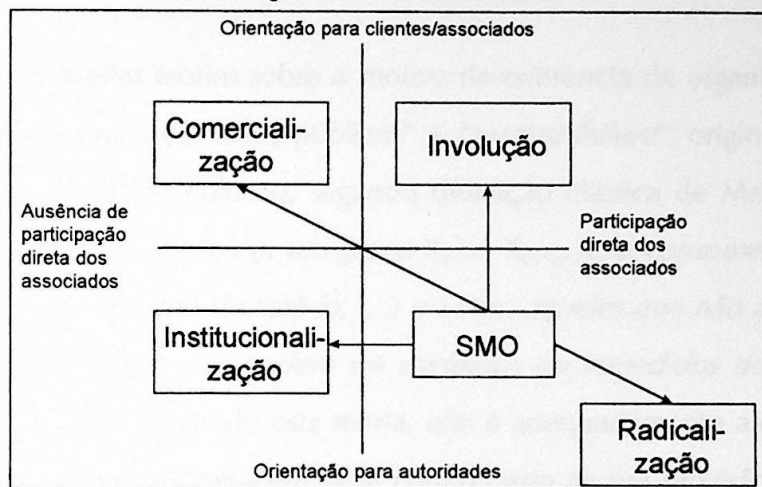 Orientação para clientes/associados
Comerciali-
zação
Involução
Ausência de
participação
direta dos
associados
Participação
direta dos
associados
Institucionali-
zação
SMO
Radicali-
zação
Orientação para autoridades